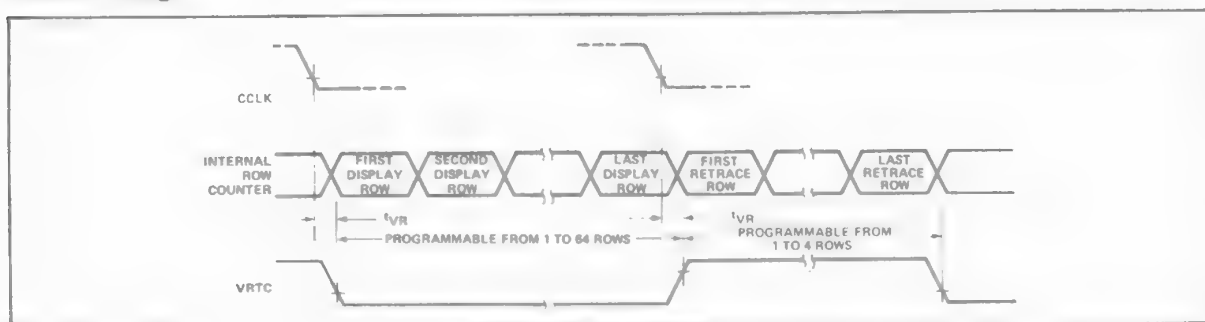 CCLK
INTERNAL
ROW
COUNTER
FIRST
DISPLAY
ROW
SECOND
DISPLAY
ROW
LAST
DISPLAY
ROW
FIRST
RETRACE
ROW
LAST
RETRACE
ROW
tVR
PROGRAMMABLE FROM 1 TO 64 ROWS
tVR
PROGRAMMABLE FROM
1 TO 4 ROWS
VRTC